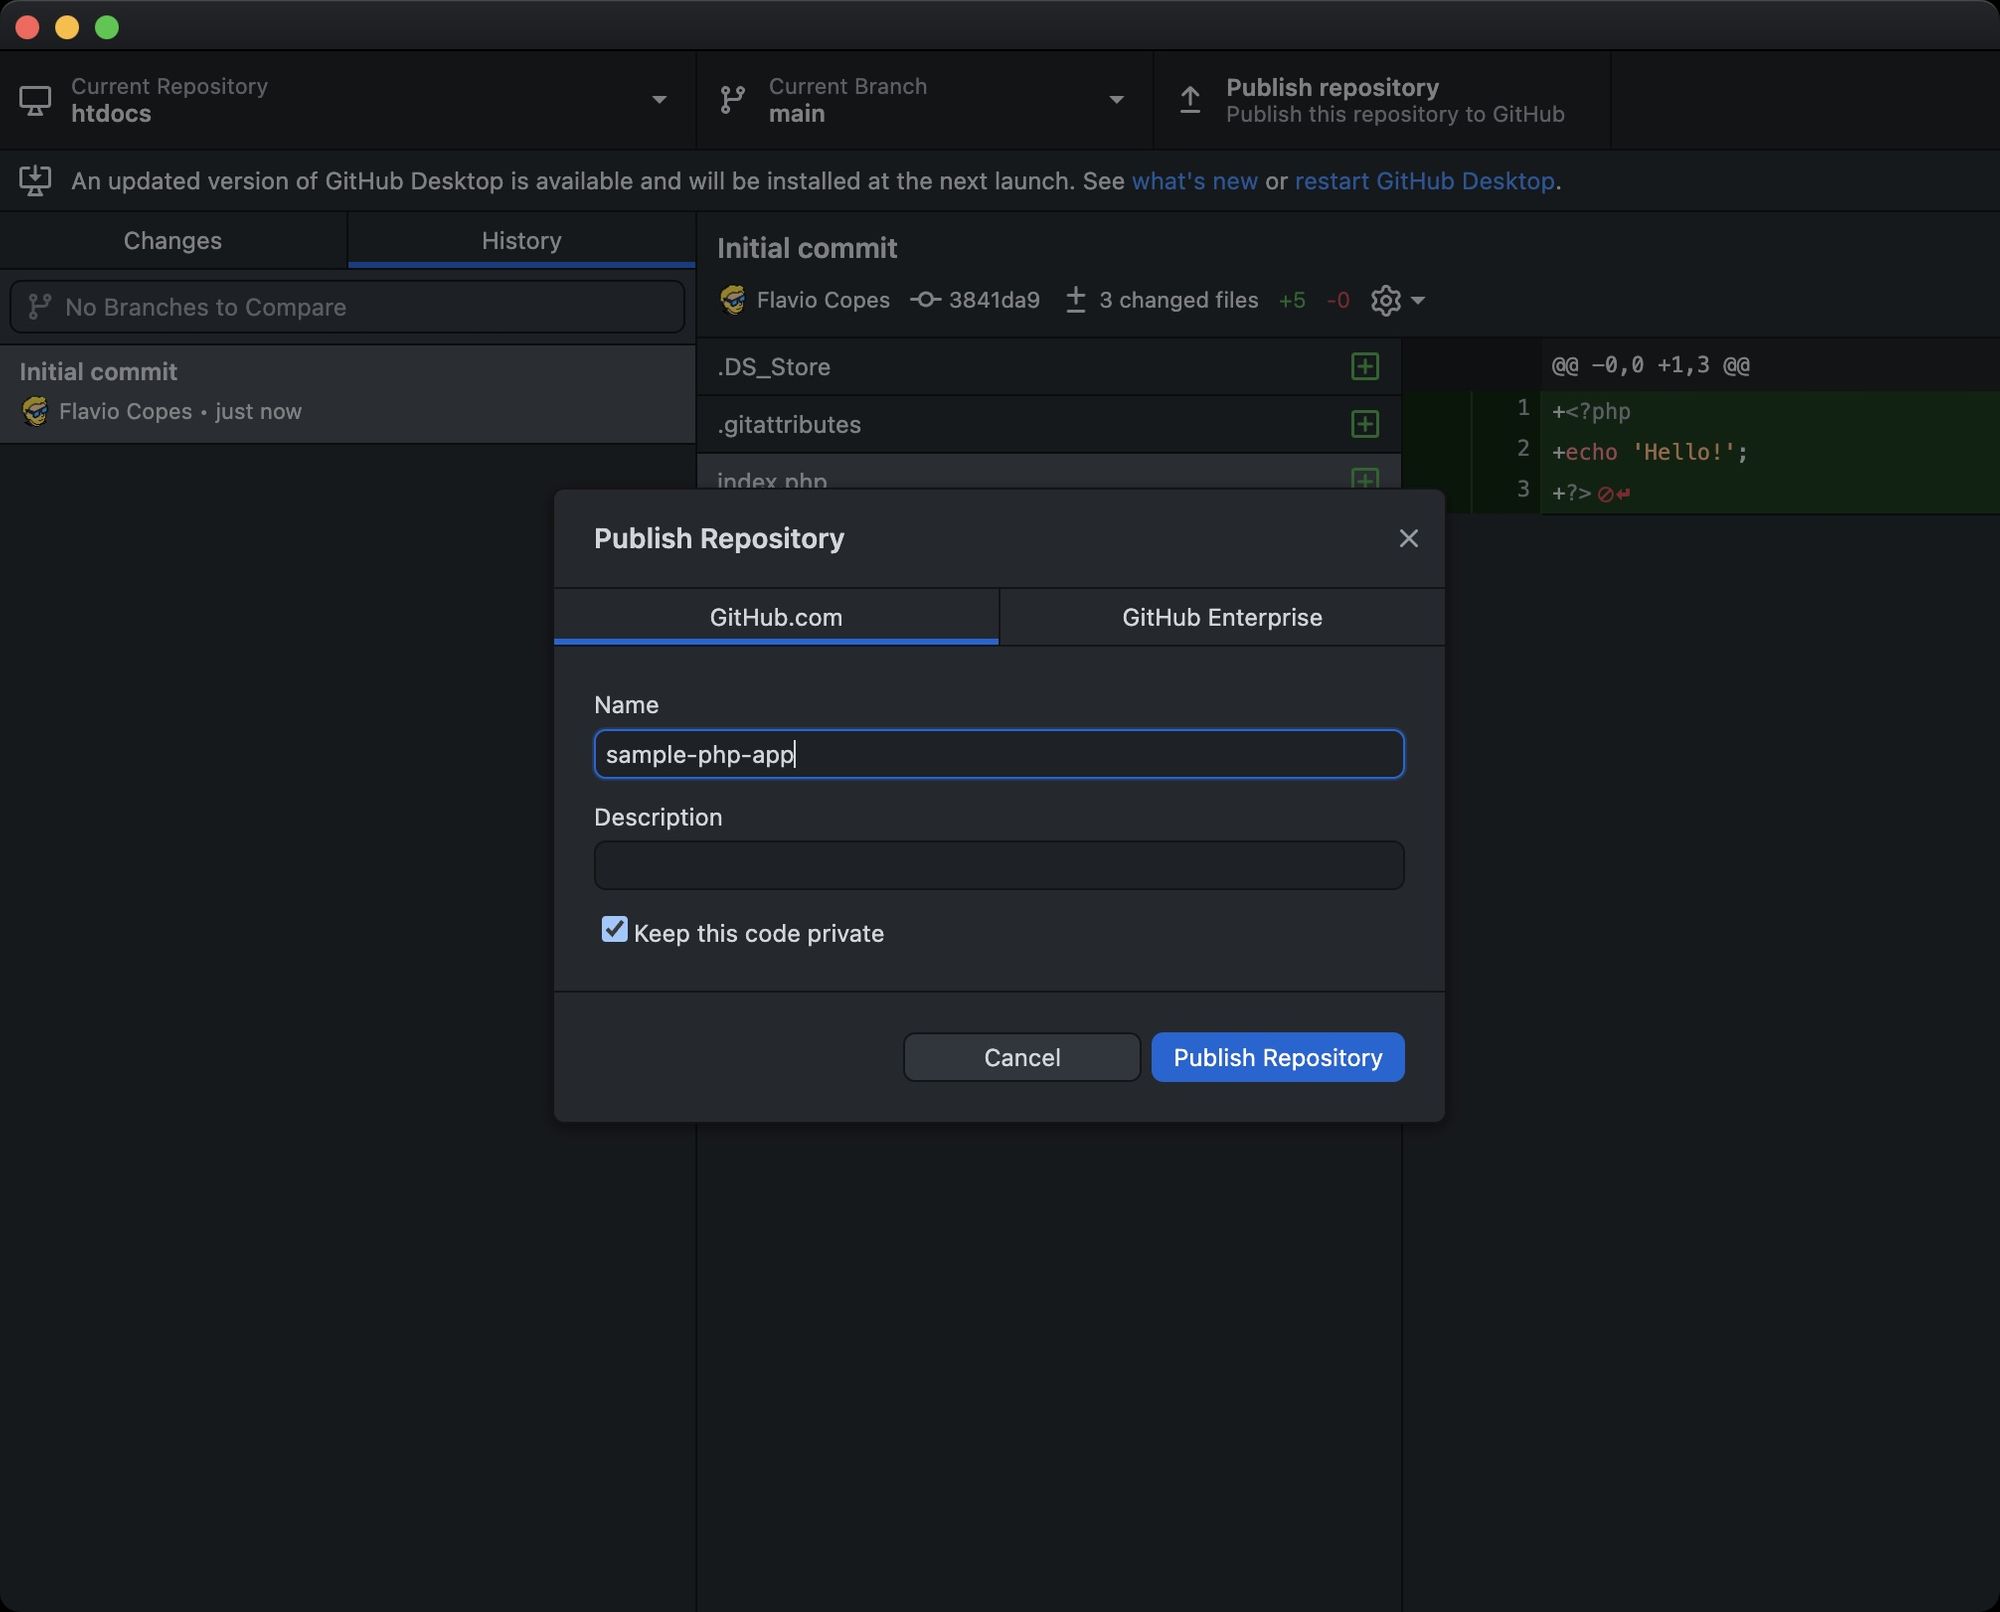 Current Repository
htdocs
Current Branch
main
Publish repository
Publish this repository to GitHub
An updated version of GitHub Desktop is available and will be installed at the next launch. See what's new or restart GitHub Desktop.
Changes
History
No Branches to Compare
Initial commit
Flavio Copes • just now
Initial commit
Flavio Copes 3841da9 3 changed files +5 -0
.DS_Store
.gitattributes
index.php
@@ -0,0 +1,3 @@
1 +<?php
2 +echo 'Hello!';
3 +?>
Publish Repository
GitHub.com
GitHub Enterprise
Name
sample-php-app
Description
Keep this code private
Cancel
Publish Repository